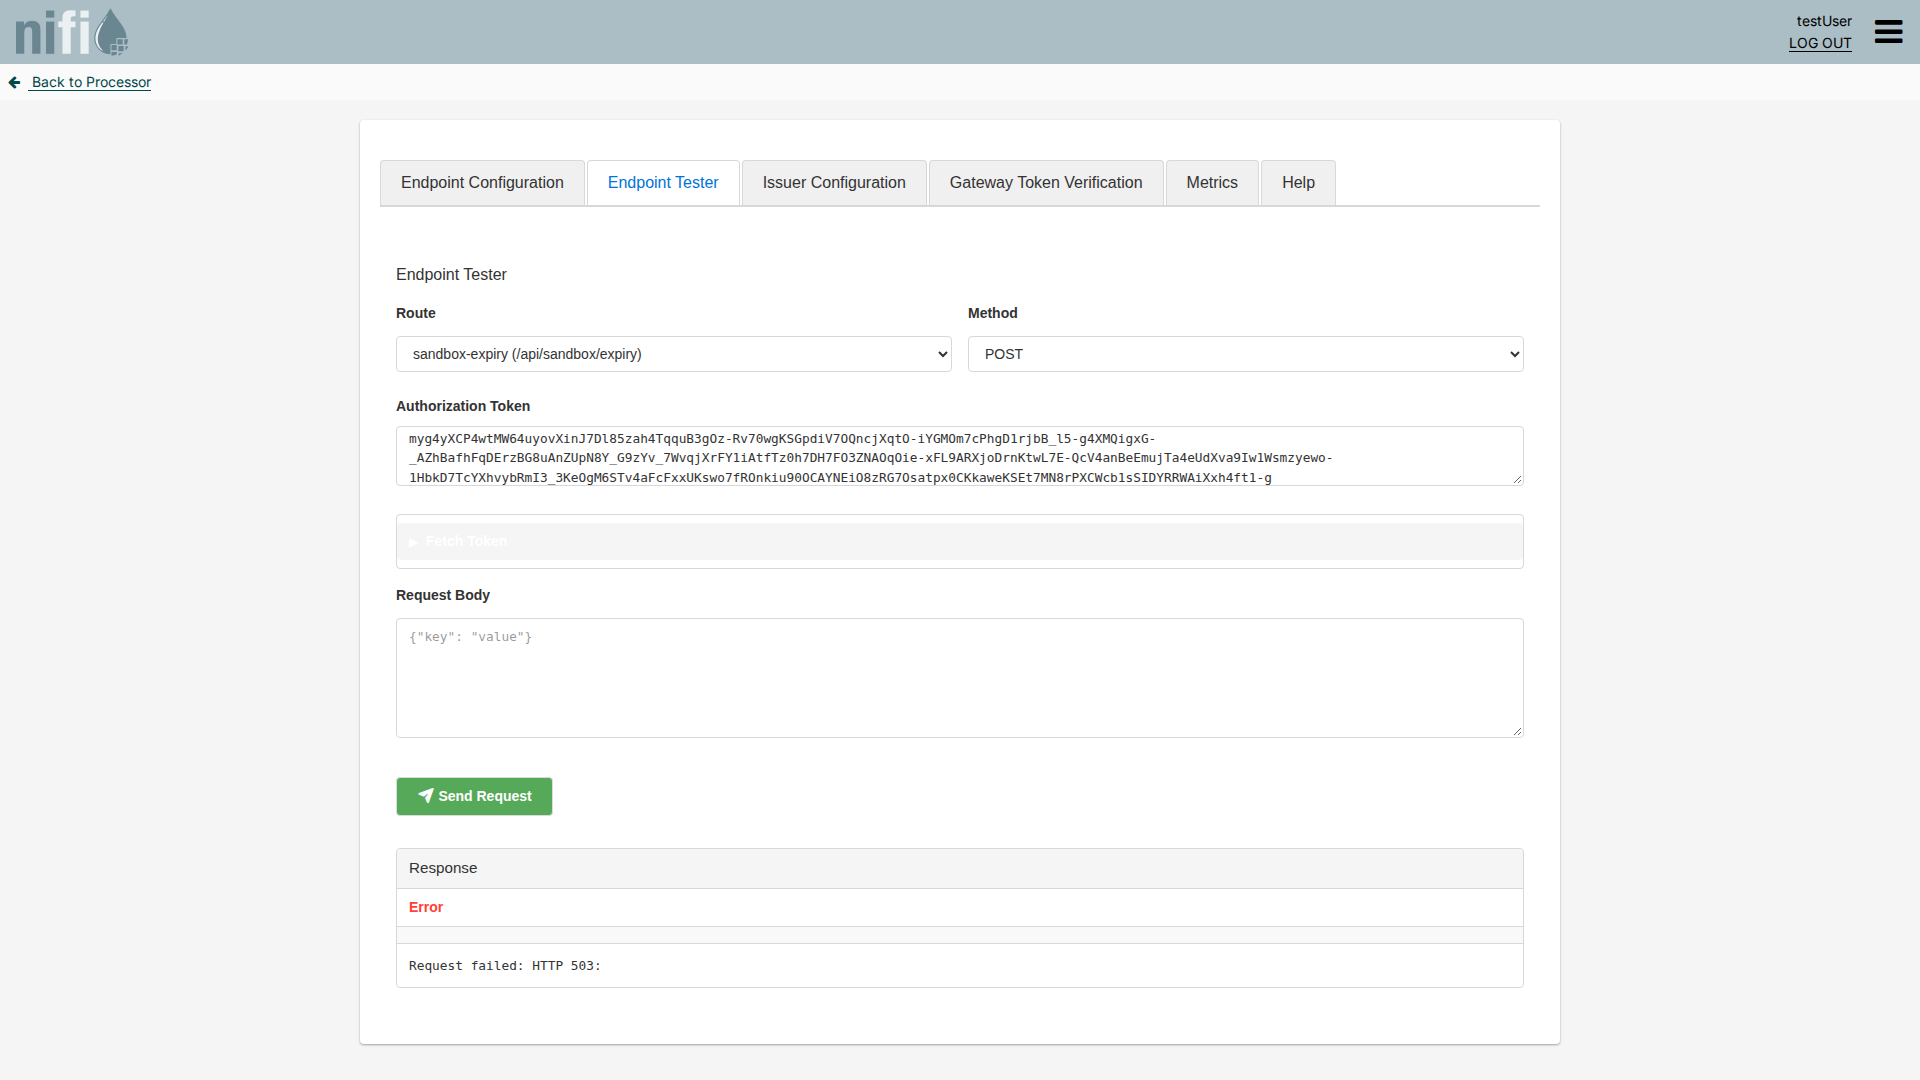 nifi
testUser
LOG OUT
Back to Processor
Endpoint Configuration
Endpoint Tester
Issuer Configuration
Gateway Token Verification
Metrics
Help
Endpoint Tester
Route
Method
sandbox-expiry (/api/sandbox/expiry)
POST
Authorization Token
myg4yXCP4wtMW64uyovXinJ7Dl85zah4TqquB3gOz-Rv70wgKSGpdiV7OQncjXqtO-iYGMOm7cPhgD1rjbB_l5-g4XMQigxG-
_AZhBafhFqDErzBG8uAnZUpN8Y_G9zYv_7WvqjXrFY1iAtfTz0h7DH7FO3ZNAOqOie-xFL9ARXjoDrnKtwL7E-QcV4anBeEmujTa4eUdXva9Iw1Wsmzyewo-
1HbkD7TcYXhvybRmI3_3KeOgM6STv4aFcFxxUKswo7fROnkiu90OCAYNEiO8zRG7Osatpx0CKkaweKSEt7MN8rPXCWcb1sSIDYRRWAiXxh4ft1-g
Fetch Token
Request Body
{"key": "value"}
Send Request
Response
Error
Request failed: HTTP 503: